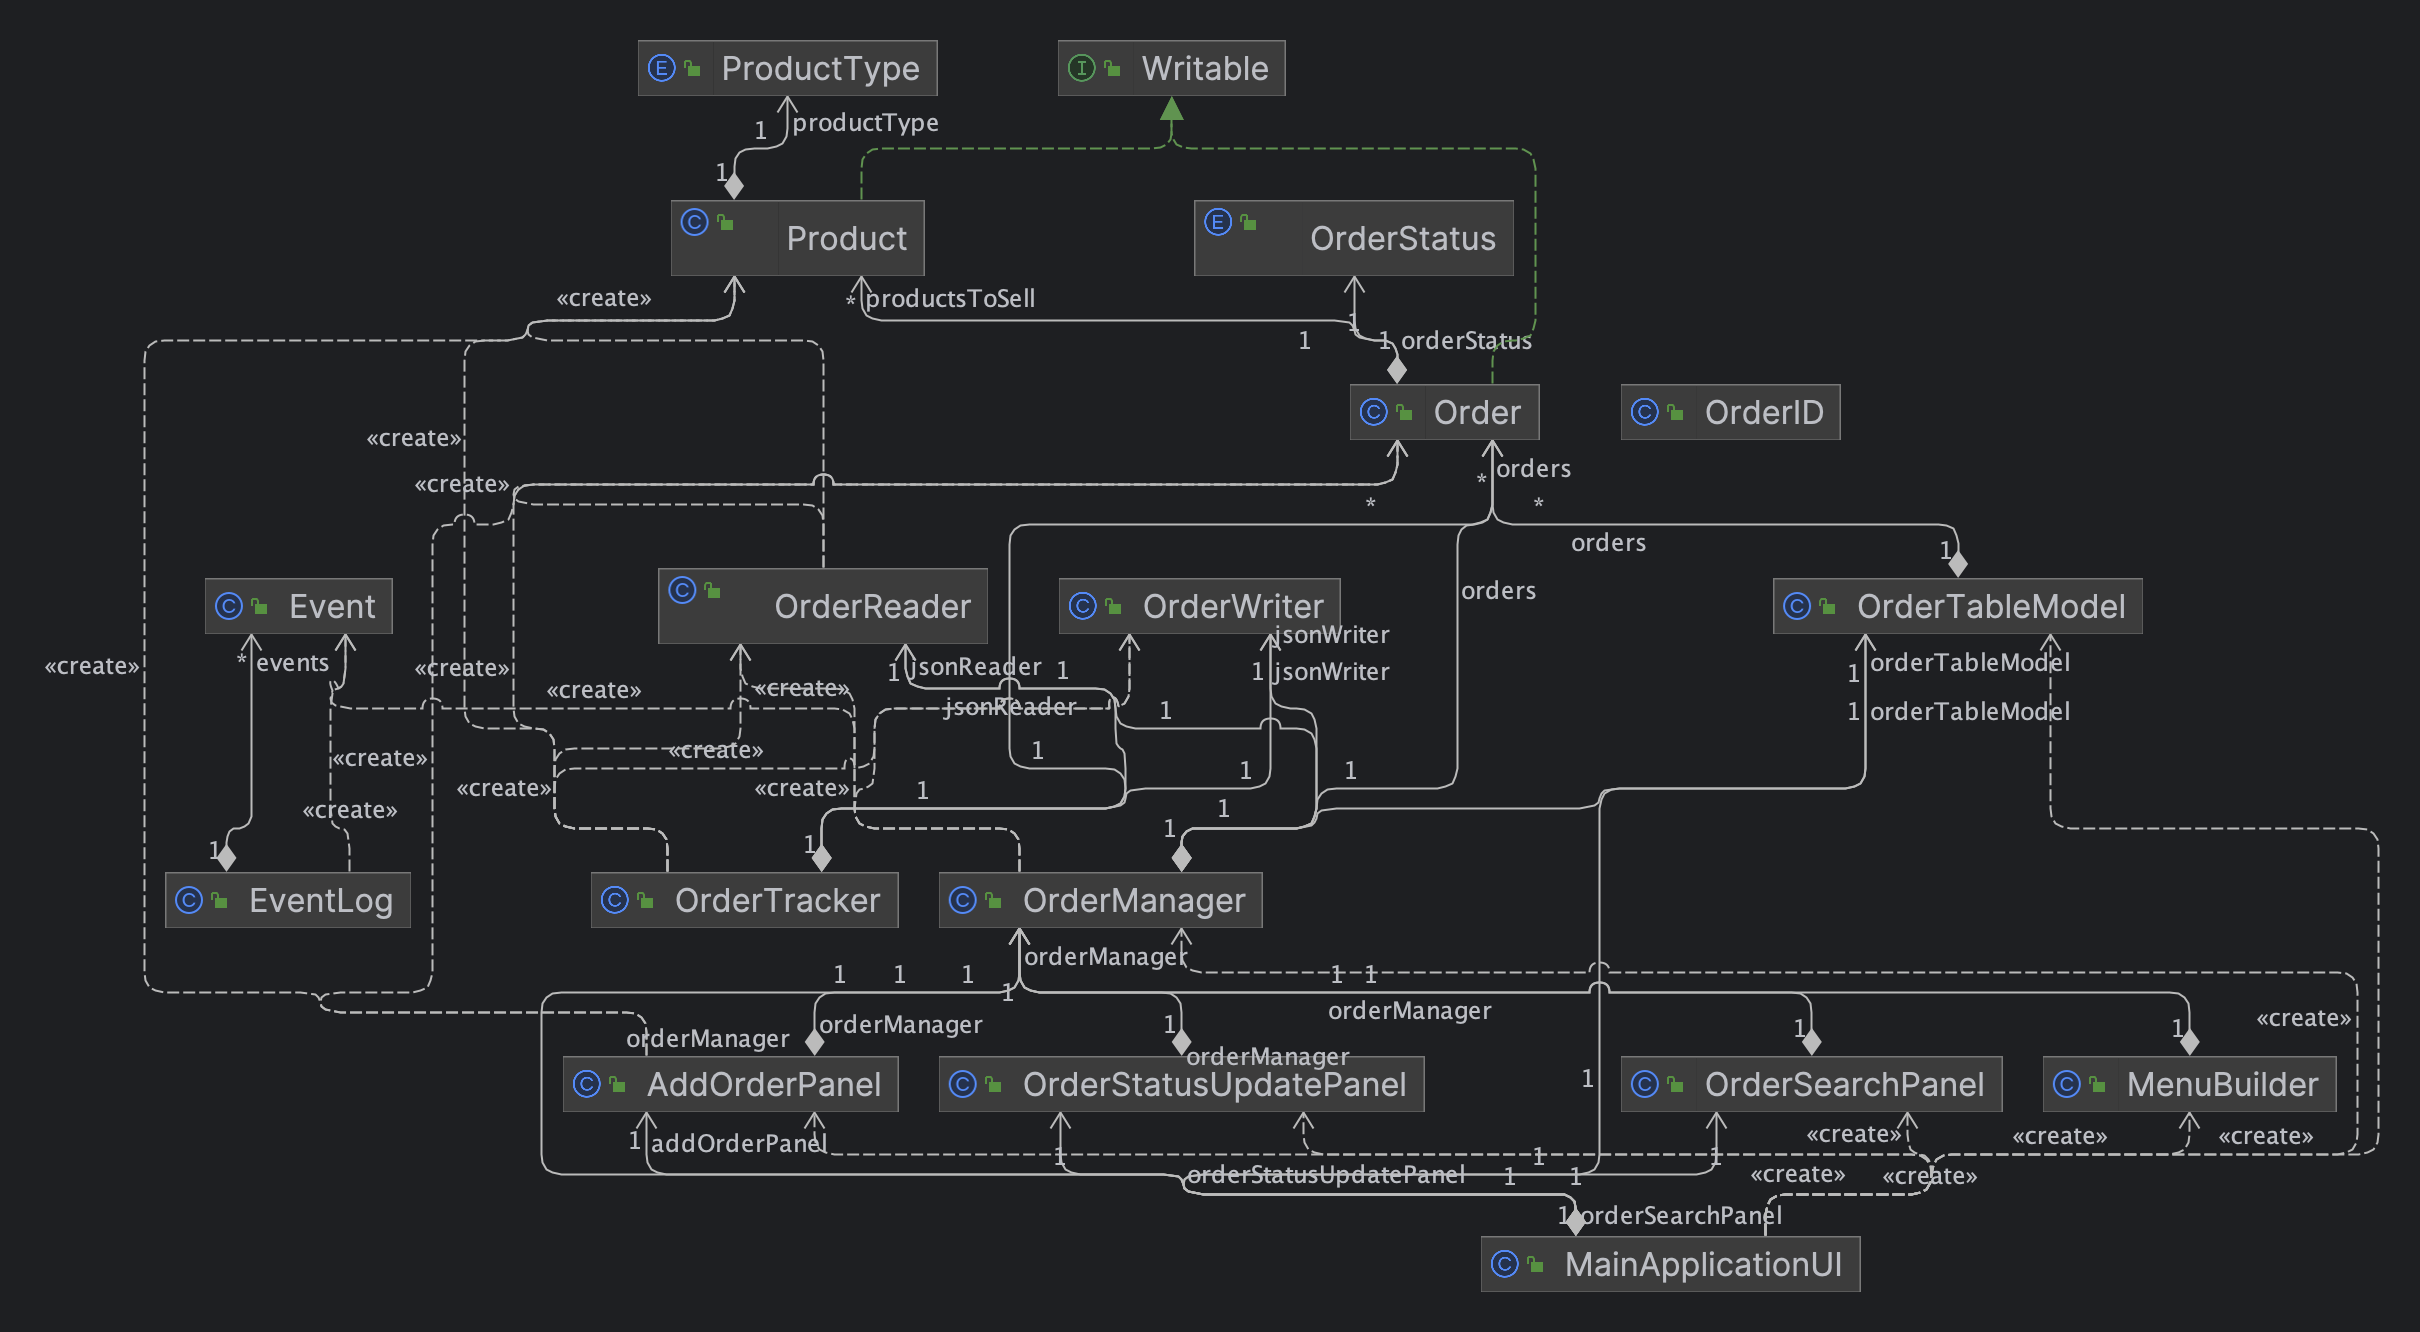 E ProductType
I Writable
1 productType
1
C Product
E OrderStatus
«create»
* productsToSell
1
1 1 orderStatus
C Order
C OrderID
«create»
orders
*
«create»
* *
orders
1
C Event
C OrderReader
C OrderWriter
C OrderTableModel
orders
jsonWriter
«create»
* events
«create»
1 jsonReader 1
1 jsonWriter
1 orderTableModel
«create»
«create»
jsonReader 1
1 orderTableModel
«create»
«create»
1
1 1
«create»
«create»
1
«create»
1
1
1
1
C EventLog
C OrderTracker
C OrderManager
orderManager
1 1 1 1 1
1
orderManager
«create»
orderManager
1
1
1
orderManager
orderManager
1
C AddOrderPanel
C OrderStatusUpdatePanel
C OrderSearchPanel
C MenuBuilder
1 addOrderPanel
«create»
«create»
«create»
1 1 1
orderStatusUpdatePanel 1 1
«create»
«create»
1 orderSearchPanel
C MainApplicationUI